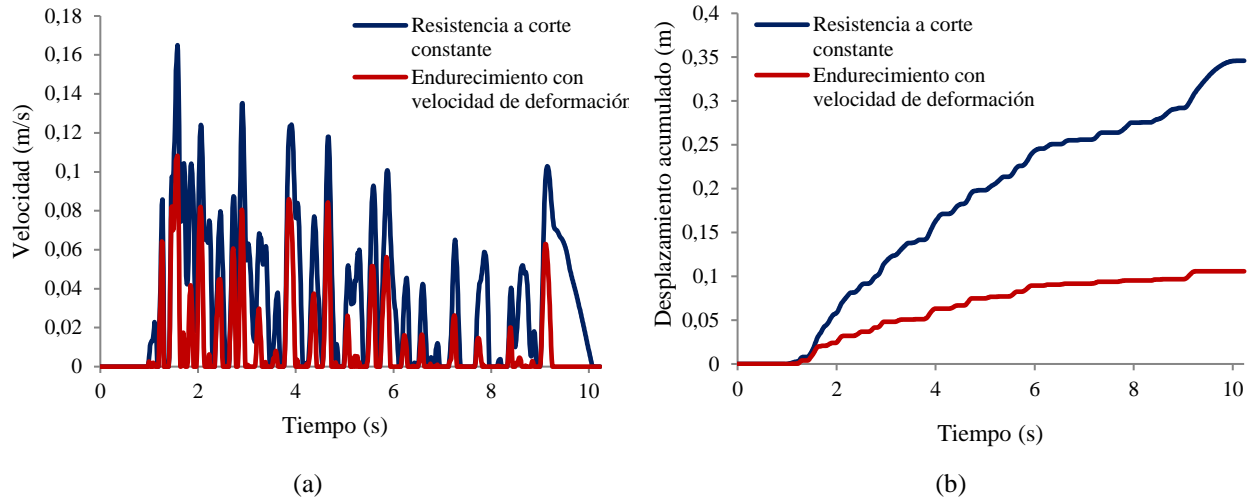 0,18
0,16
0,14
0,12
0,1
0,08
0,06
0,04
0,02
0
Velocidad (m/s)
Resistencia a corte
constante
Endurecimiento con
velocidad de deformación
0 2 4 6 8 10
Tiempo (s)
(a)
0,4
0,35
0,3
0,25
0,2
0,15
0,1
0,05
0
Desplazamiento acumulado (m)
Resistencia a corte
constante
Endurecimiento con
velocidad de deformación
0 2 4 6 8 10
Tiempo (s)
(b)